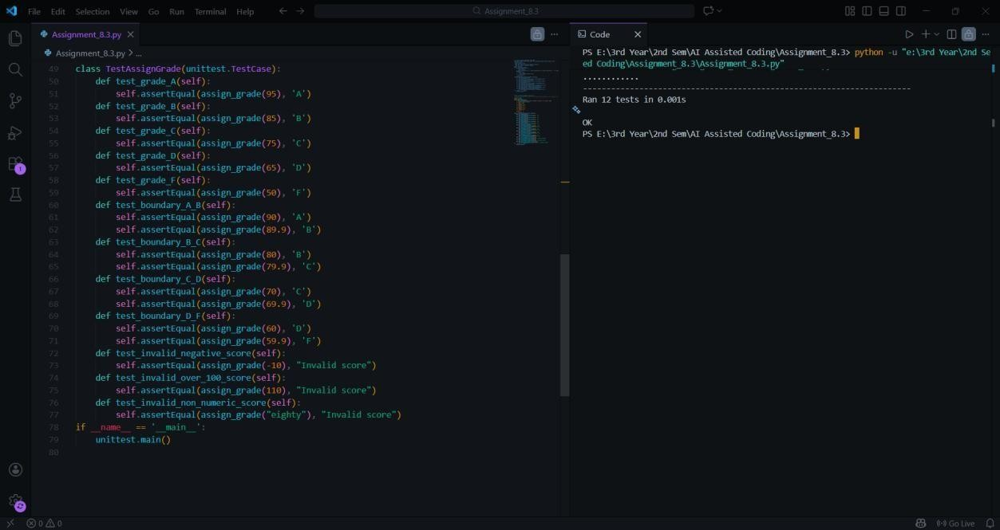 File Edit Selection View Go Run Terminal Help
Assignment_8.3
Assignment_8.3.py
Assignment_8.3.py > ...
49 class TestAssignGrade(unittest.TestCase):
50 def test_grade_A(self):
51 self.assertEqual(assign_grade(95), 'A')
52 def test_grade_B(self):
53 self.assertEqual(assign_grade(85), 'B')
54 def test_grade_C(self):
55 self.assertEqual(assign_grade(75), 'C')
56 def test_grade_D(self):
57 self.assertEqual(assign_grade(65), 'D')
58 def test_grade_F(self):
59 self.assertEqual(assign_grade(50), 'F')
60 def test_boundary_A_B(self):
61 self.assertEqual(assign_grade(90), 'A')
62 self.assertEqual(assign_grade(89.9), 'B')
63 def test_boundary_B_C(self):
64 self.assertEqual(assign_grade(80), 'B')
65 self.assertEqual(assign_grade(79.9), 'C')
66 def test_boundary_C_D(self):
67 self.assertEqual(assign_grade(70), 'C')
68 self.assertEqual(assign_grade(69.9), 'D')
69 def test_boundary_D_F(self):
70 self.assertEqual(assign_grade(60), 'D')
71 self.assertEqual(assign_grade(59.9), 'F')
72 def test_invalid_negative_score(self):
73 self.assertEqual(assign_grade(-10), "Invalid score")
74 def test_invalid_over_100_score(self):
75 self.assertEqual(assign_grade(110), "Invalid score")
76 def test_invalid_non_numeric_score(self):
77 self.assertEqual(assign_grade("eighty"), "Invalid score")
78 if __name__ == '__main__':
79 unittest.main()
80
Code
PS E:\3rd Year\2nd Sem\AI Assisted Coding\Assignment_8.3> python -u "e:\3rd Year\2nd Se
ed Coding\Assignment_8.3\Assignment_8.3.py"
............
----------------------------------------------------------------------
Ran 12 tests in 0.001s
OK
PS E:\3rd Year\2nd Sem\AI Assisted Coding\Assignment_8.3>
1
0 0
Go Live